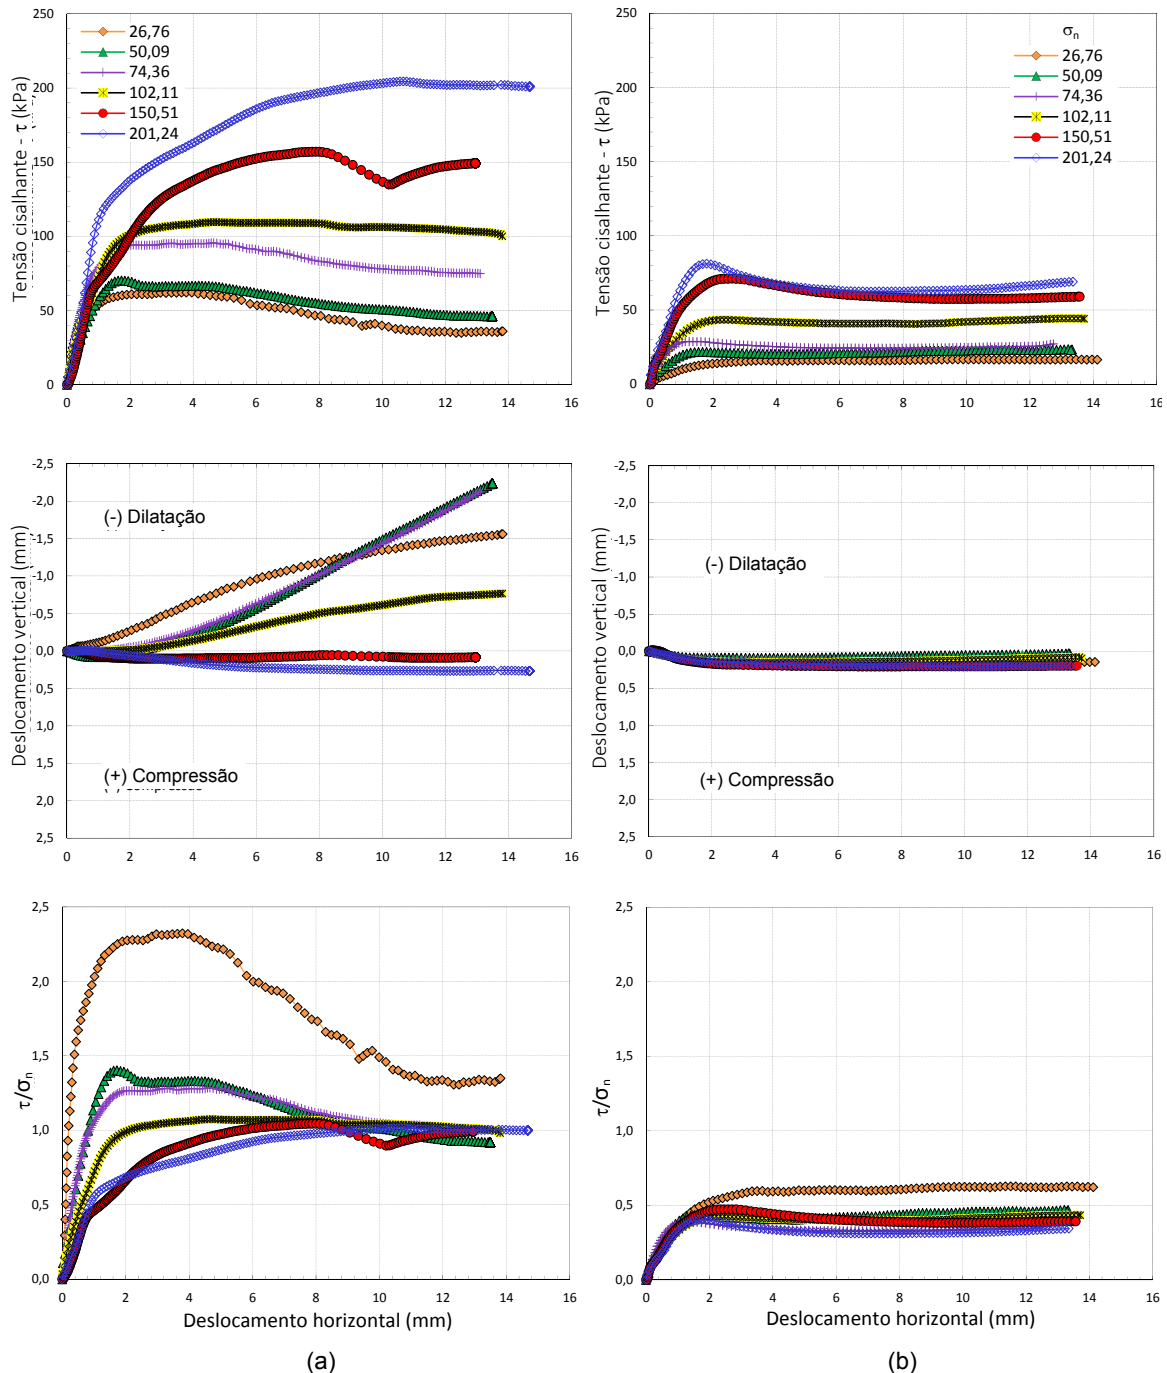 250
200
150
100
50
0
0 2 4 6 8 10 12 14 16
Tensão cisalhante - τ (kPa)
26,76
50,09
74,36
102,11
150,51
201,24
250
200
150
100
50
0
0 2 4 6 8 10 12 14 16
Tensão cisalhante - τ (kPa)
σn
26,76
50,09
74,36
102,11
150,51
201,24
-2,5
-2,0
-1,5
-1,0
-0,5
0,0
0,5
1,0
1,5
2,0
2,5
0 2 4 6 8 10 12 14 16
Deslocamento vertical (mm)
(-) Dilatação
(+) Compressão
-2,5
-2,0
-1,5
-1,0
-0,5
0,0
0,5
1,0
1,5
2,0
2,5
0 2 4 6 8 10 12 14 16
Deslocamento vertical (mm)
(-) Dilatação
(+) Compressão
2,5
2,0
1,5
1,0
0,5
0,0
0 2 4 6 8 10 12 14 16
τ/σn
Deslocamento horizontal (mm)
2,5
2,0
1,5
1,0
0,5
0,0
0 2 4 6 8 10 12 14 16
τ/σn
Deslocamento horizontal (mm)
(a) (b)